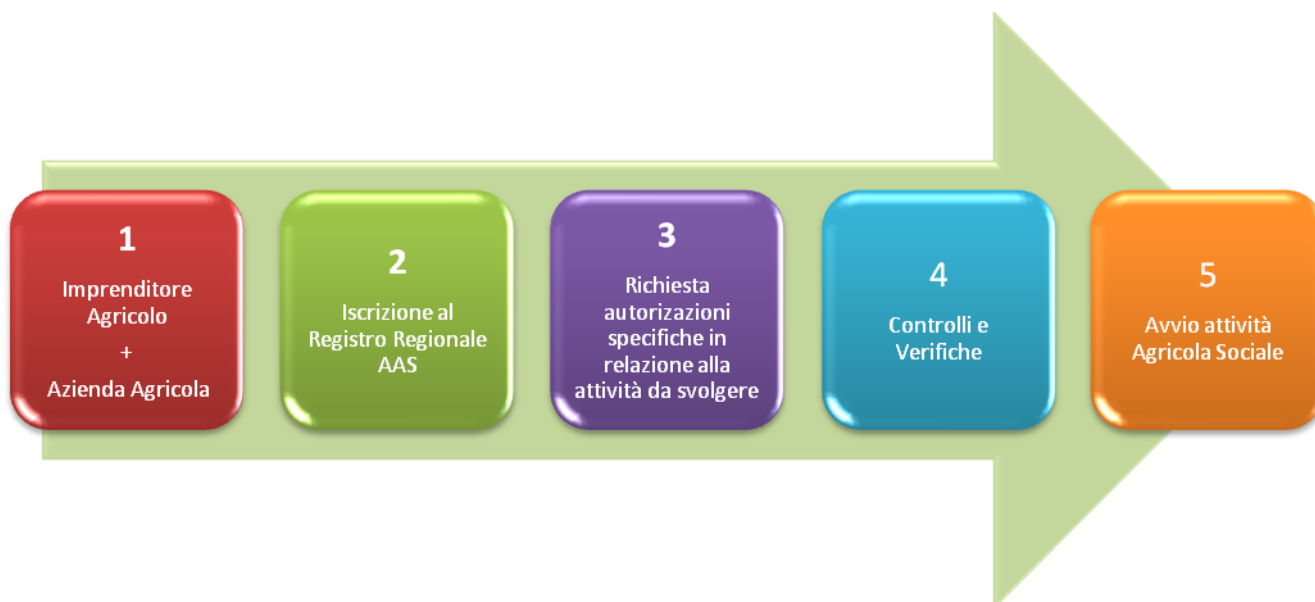 1
Imprenditore
Agricolo
+
Azienda Agricola
2
Iscrizione al
Registro Regionale
AAS
3
Richiesta
autorizzazioni
specifiche in
relazione alla
attività da svolgere
4
Controlli e
Verifiche
5
Avvio attività
Agricola Sociale